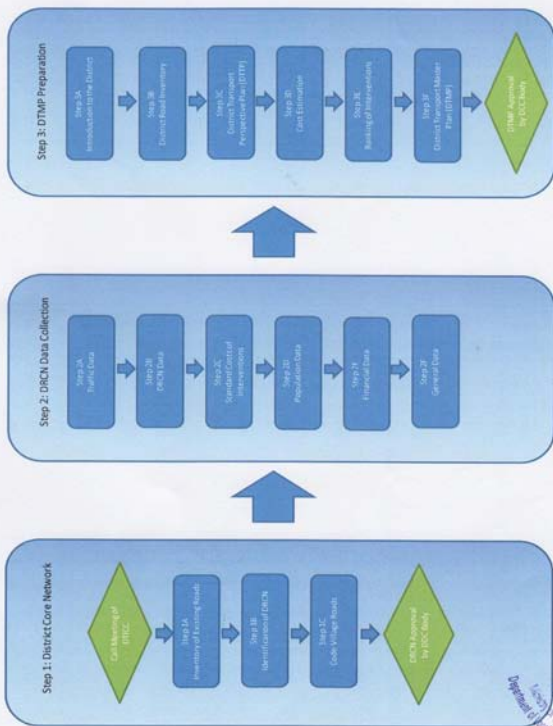 Step 1: District Core Network
Call Meeting of
DTICC
Step 1A
Inventory of Existing Roads
Step 1B
Identification of DRCN
Step 1C
Code Village Roads
DRCN Approval
by DCC Body
Step 2: DRCN Data Collection
Step 2A
Traffic Data
Step 2B
DRCN Data
Step 2C
Standard Costs of
Interventions
Step 2D
Population Data
Step 2E
Financial Data
Step 2F
General Data
Step 3: DTMP Preparation
Step 3A
Introduction to the District
Step 3B
District Road Inventory
Step 3C
District Transport
Perspective Plan (DTPP)
Step 3D
Cost Estimation
Step 3E
Ranking of Interventions
Step 3F
District Transport Master
Plan (DTMP)
DTMP Approval
by DCC Body
Department of